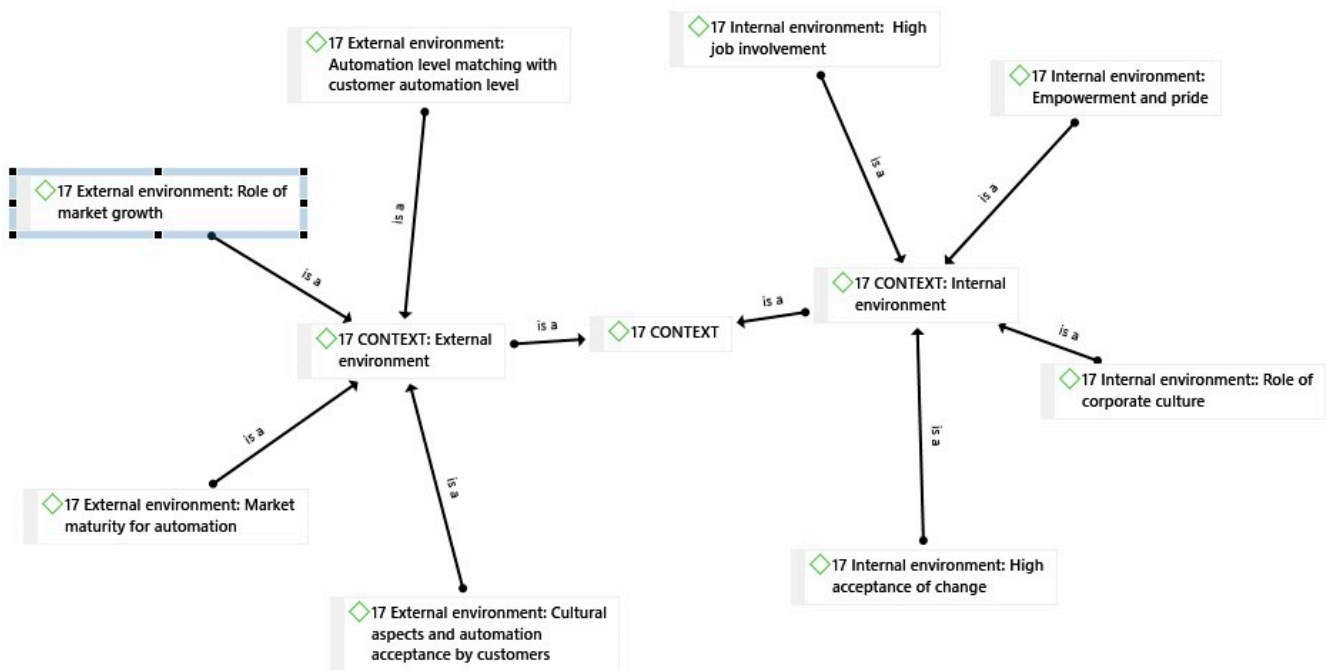 17 External environment:
Automation level matching with
customer automation level
17 Internal environment:  High
job involvement
17 Internal environment:
Empowerment and pride
17 External environment: Role of
market growth
is a
is a
is a
is a
17 CONTEXT: External
environment
is a
17 CONTEXT
is a
17 CONTEXT: Internal
environment
is a
17 Internal environment:: Role of
corporate culture
is a
is a
is a
17 External environment: Market
maturity for automation
17 Internal environment: High
acceptance of change
17 External environment: Cultural
aspects and automation
acceptance by customers